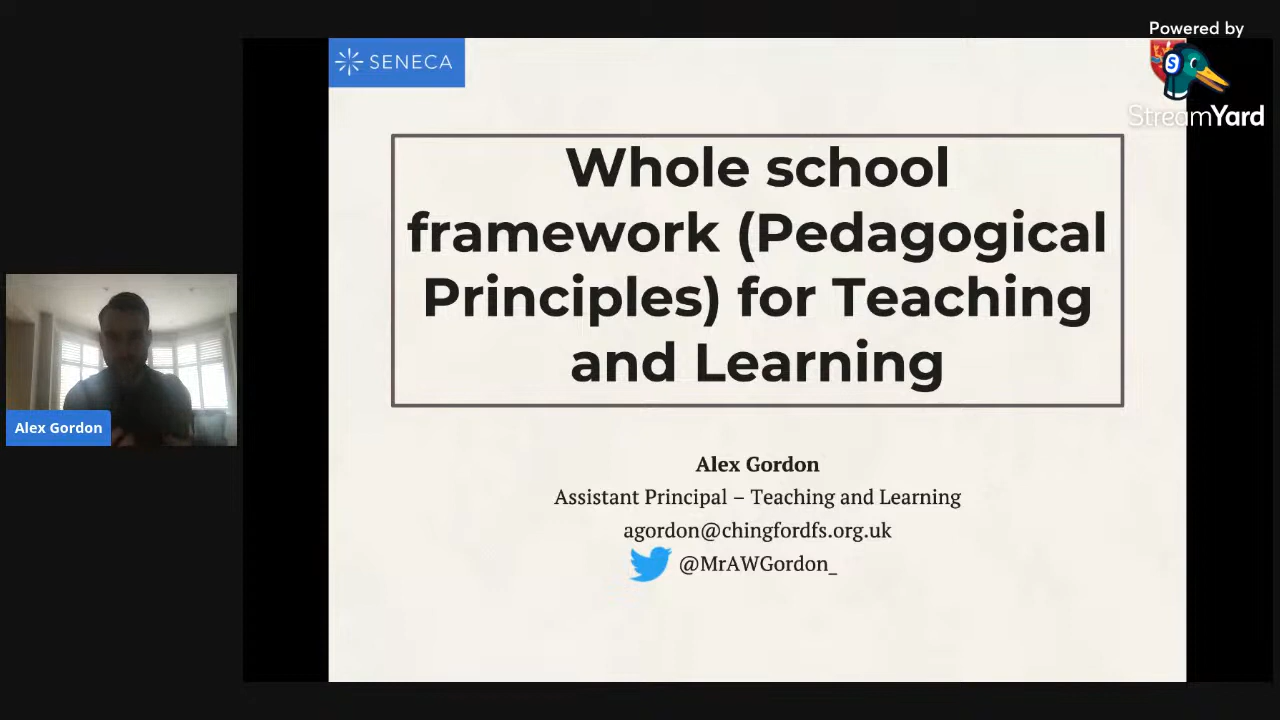 SENECA
Powered by
S
StreamYard
Whole school
framework (Pedagogical
Principles) for Teaching
and Learning
Alex Gordon
Alex Gordon
Assistant Principal – Teaching and Learning
agordon@chingfordfs.org.uk
@MrAWGordon_